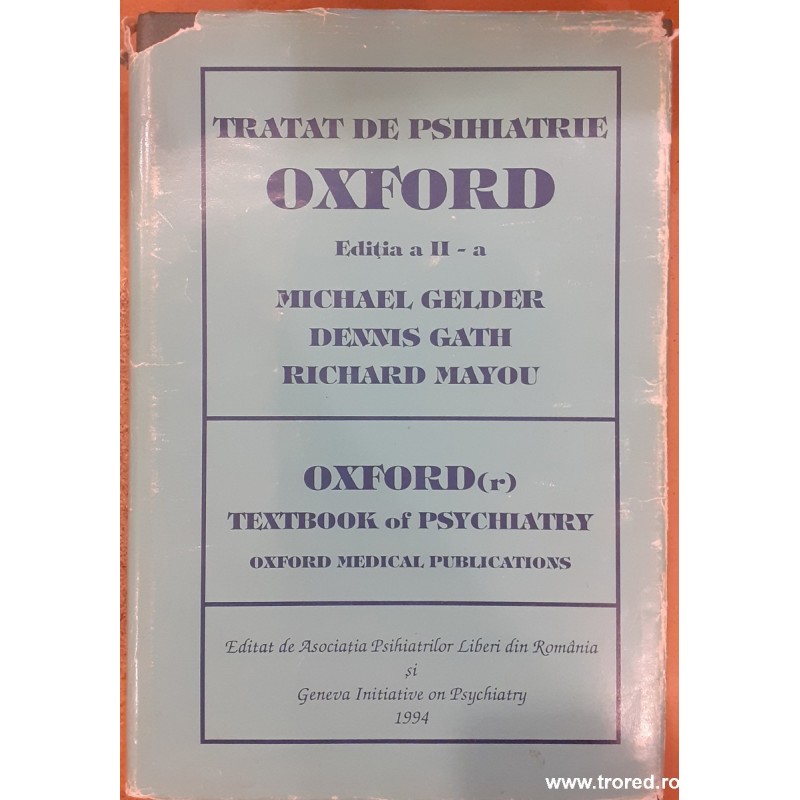 TRATAT DE PSIHIATRIE
OXFORD
Ediţia a II - a
MICHAEL GELDER
DENNIS GATH
RICHARD MAYOU
OXFORD(r)
TEXTBOOK of PSYCHIATRY
OXFORD MEDICAL PUBLICATIONS
Editat de Asociaţia Psihiatrilor Liberi din România
şi
Geneva Initiative on Psychiatry
1994
www.trored.ro